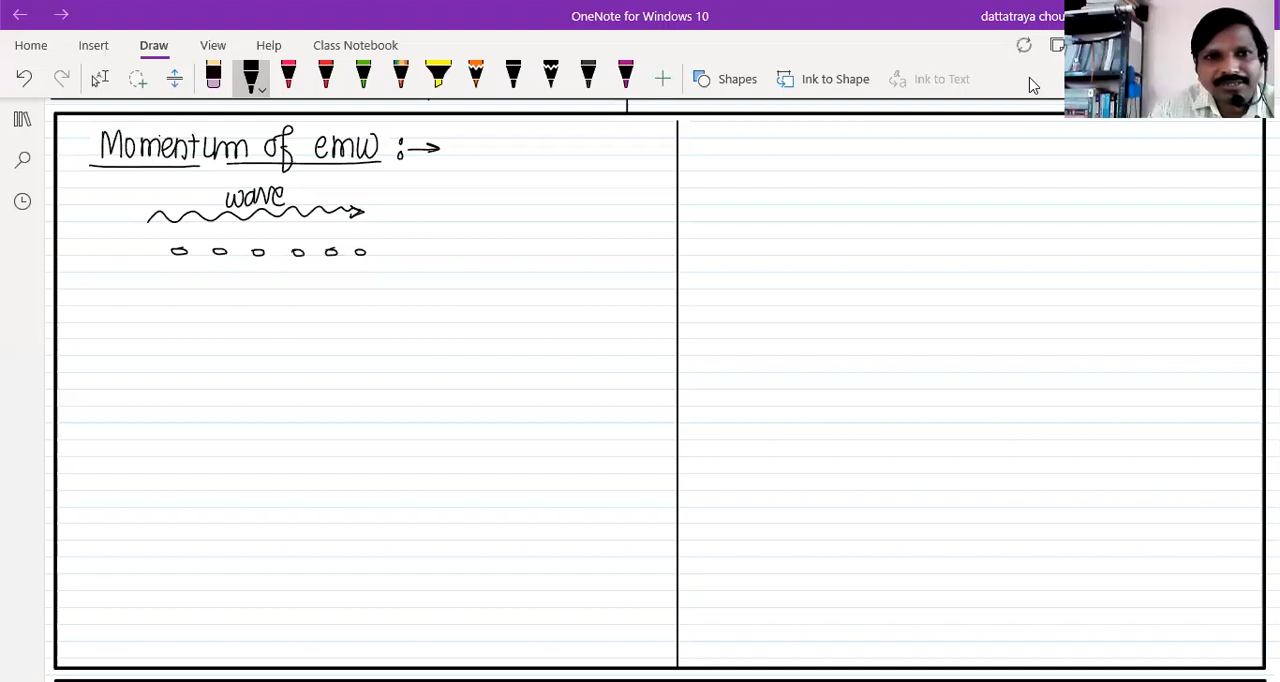 OneNote for Windows 10
dattatraya chou
Home Insert Draw View Help Class Notebook
Shapes Ink to Shape Ink to Text
Momentum of emw :→
wave